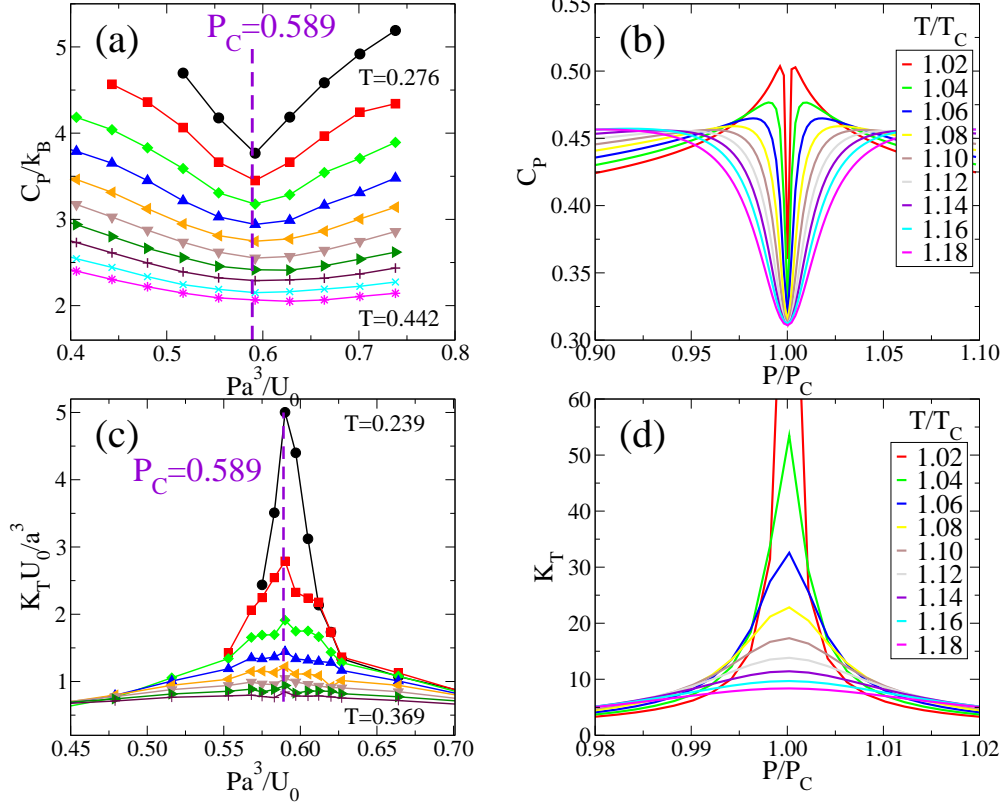 (a)
P_C=0.589
T=0.276
T=0.442
5
4
3
2
C_P/k_B
0.4 0.5 0.6 0.7 0.8
Pa^3/U_0
(b)
T/T_C
1.02
1.04
1.06
1.08
1.10
1.12
1.14
1.16
1.18
0.55
0.50
0.45
0.40
0.35
0.30
C_P
0.90 0.95 1.00 1.05 1.10
P/P_C
(c)
T=0.239
P_C=0.589
T=0.369
5
4
3
2
1
0
K_T U_0/a^3
0.45 0.50 0.55 0.60 0.65 0.70
Pa^3/U_0
(d)
T/T_C
1.02
1.04
1.06
1.08
1.10
1.12
1.14
1.16
1.18
60
50
40
30
20
10
0
K_T
0.98 0.99 1.00 1.01 1.02
P/P_C